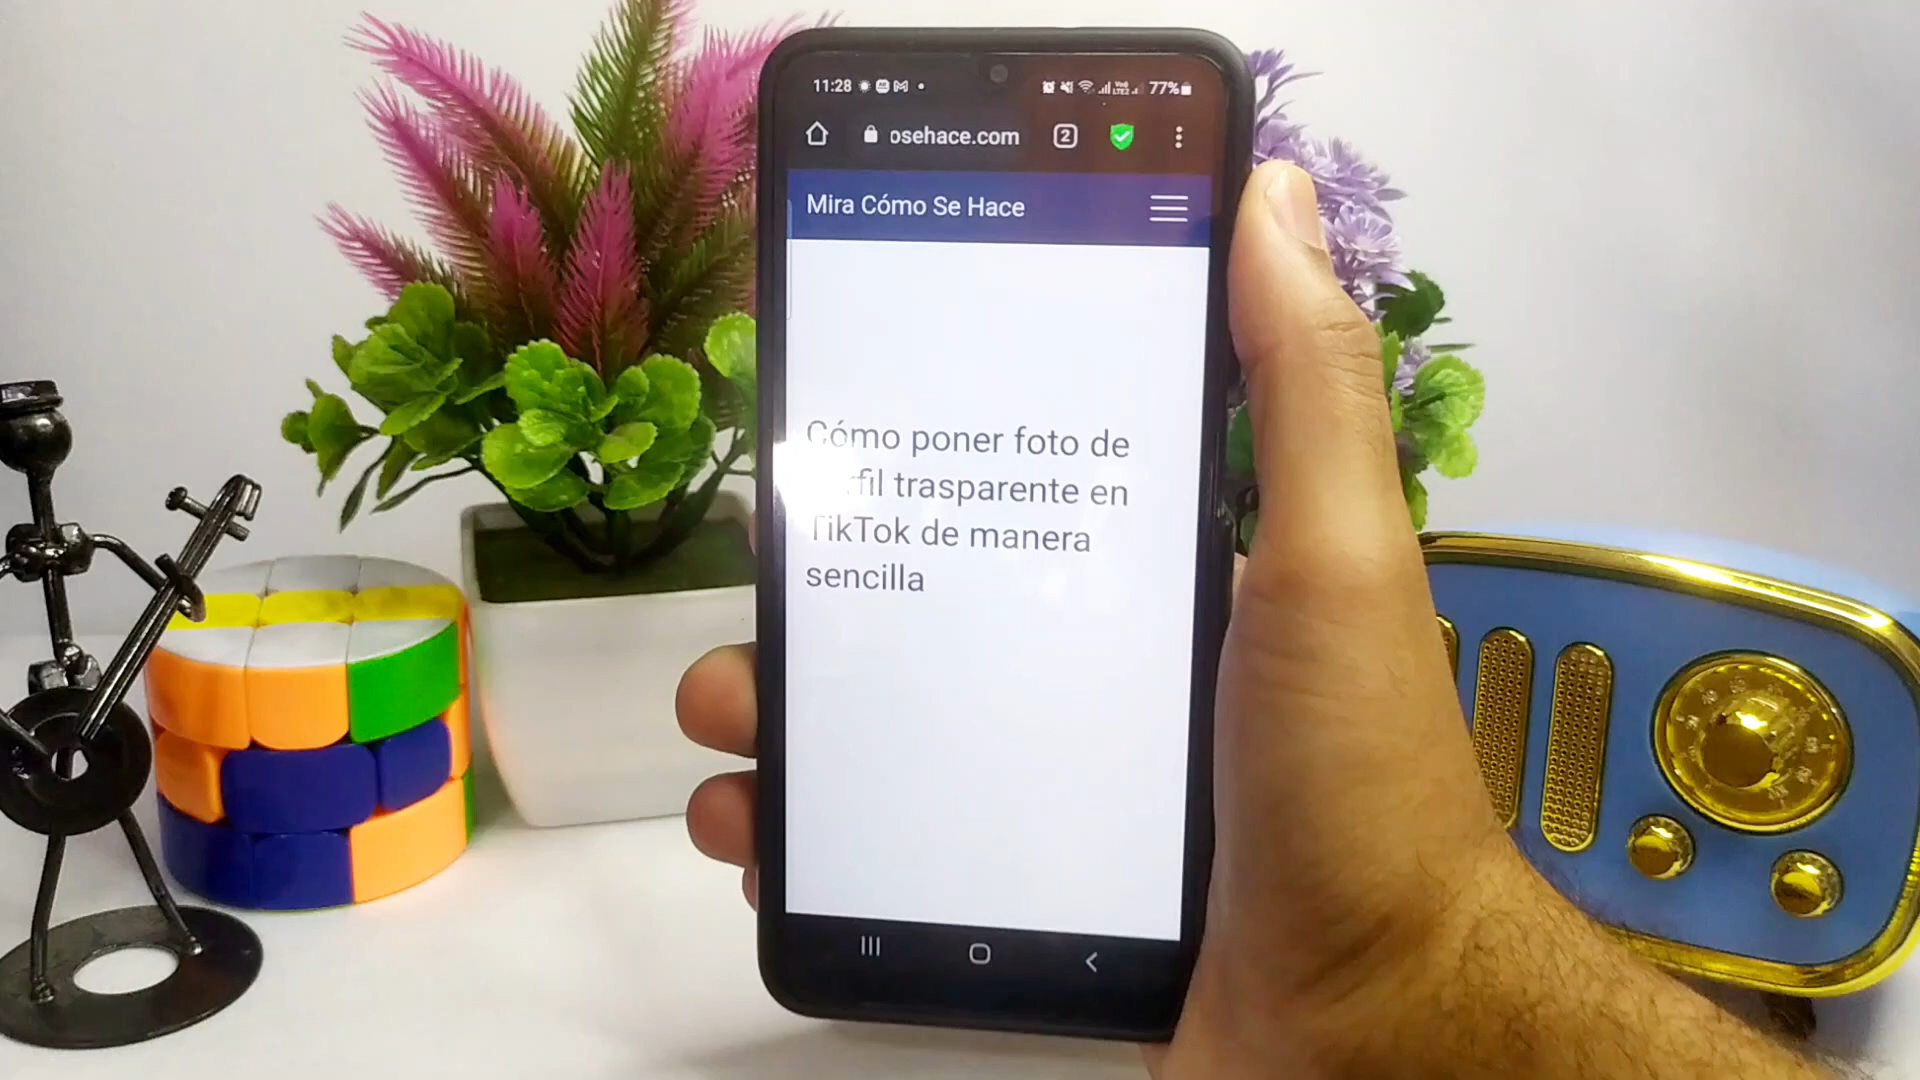 11:28
77%
osehace.com
2
Mira Cómo Se Hace
Cómo poner foto de
trasparente en
TikTok de manera
sencilla